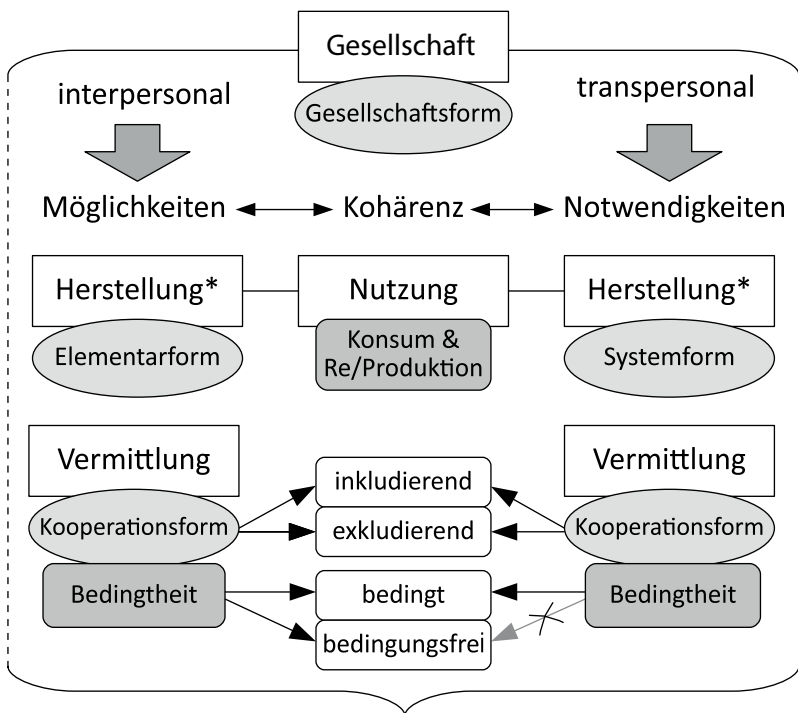 Gesellschaft
Gesellschaftsform
interpersonal
transpersonal
Möglichkeiten
Kohärenz
Notwendigkeiten
Herstellung*
Nutzung
Herstellung*
Elementarform
Konsum &
Re/Produktion
Systemform
Vermittlung
Vermittlung
inkludierend
Kooperationsform
exkludierend
Kooperationsform
Bedingtheit
bedingt
Bedingtheit
bedingungsfrei